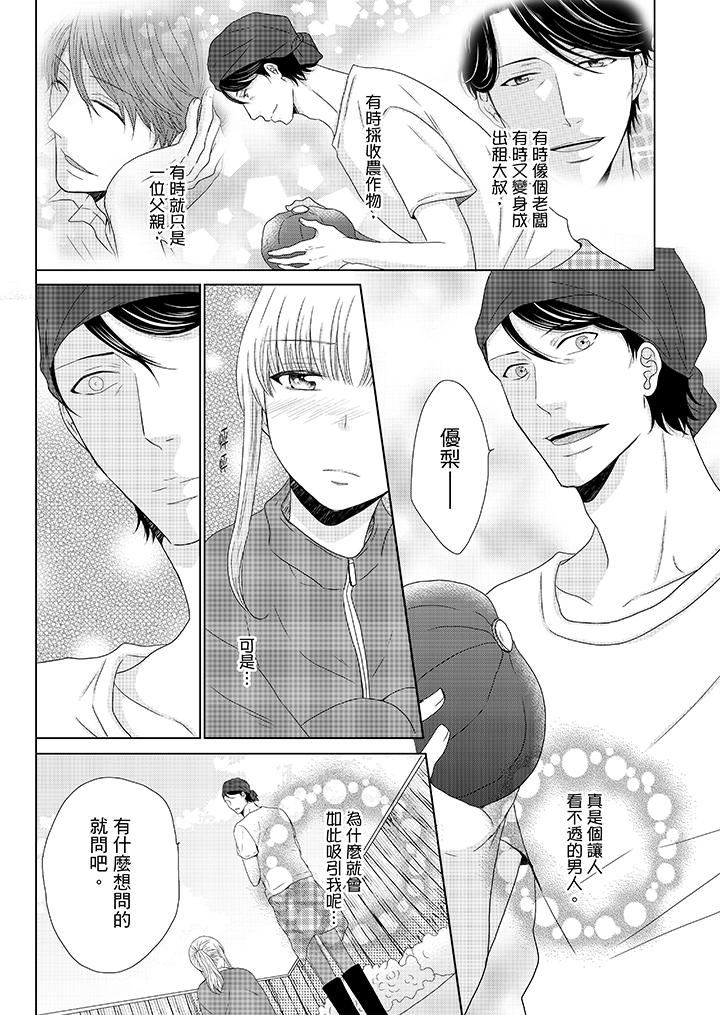 有時像個老闆
有時又變身成
出租大叔，
有時採收農作物，
有時就只是
一位父親，
優梨──
怦怦
可是…
真是個讓人
看不透的男人。
為什麼就會
如此吸引我呢…
有什麼想問的
就問吧。